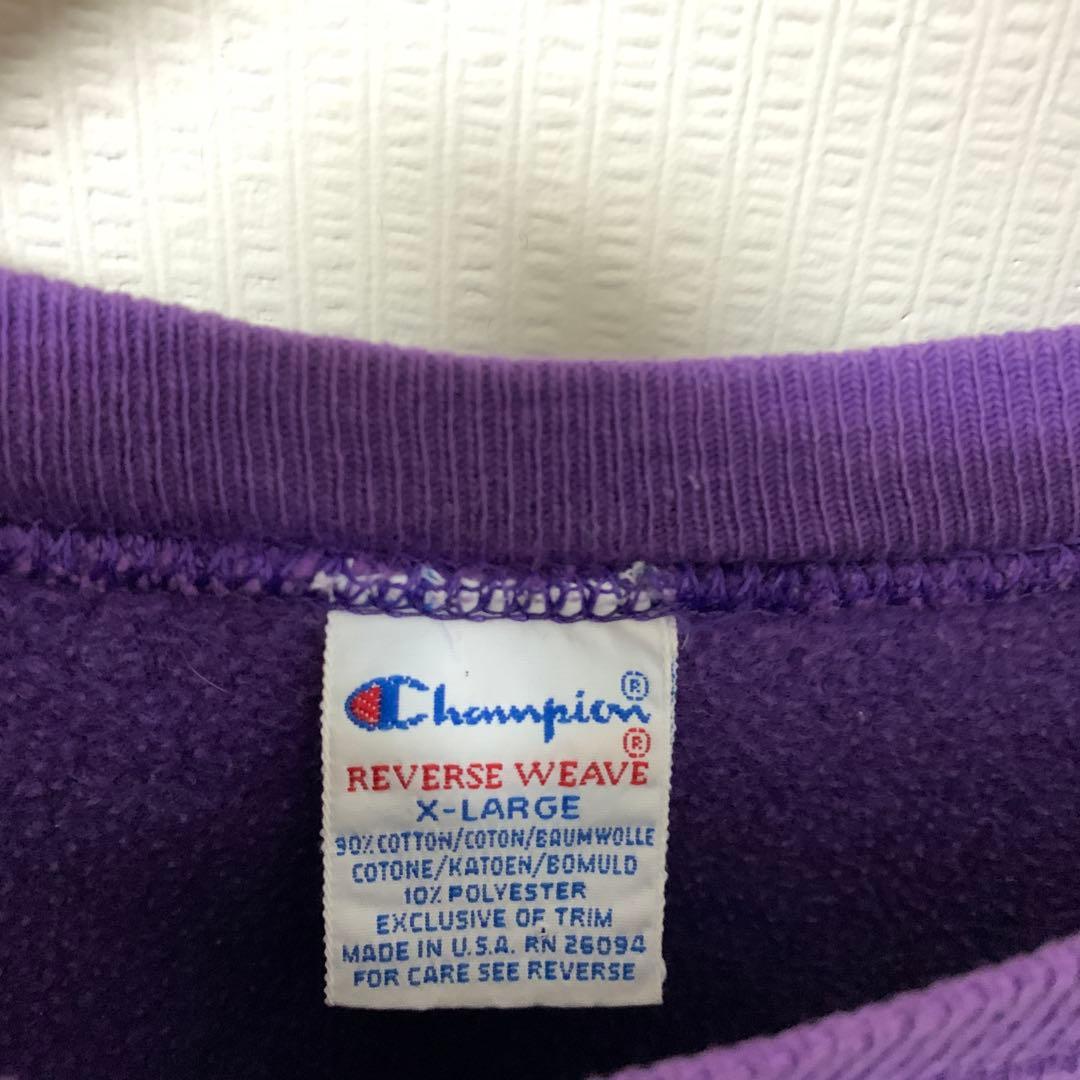 Champion®
®
REVERSE WEAVE
X-LARGE
90% COTTON/COTON/BAUMWOLLE
COTONE/KATOEN/BOMULD
10% POLYESTER
EXCLUSIVE OF TRIM
MADE IN U.S.A. RN 26094
FOR CARE SEE REVERSE